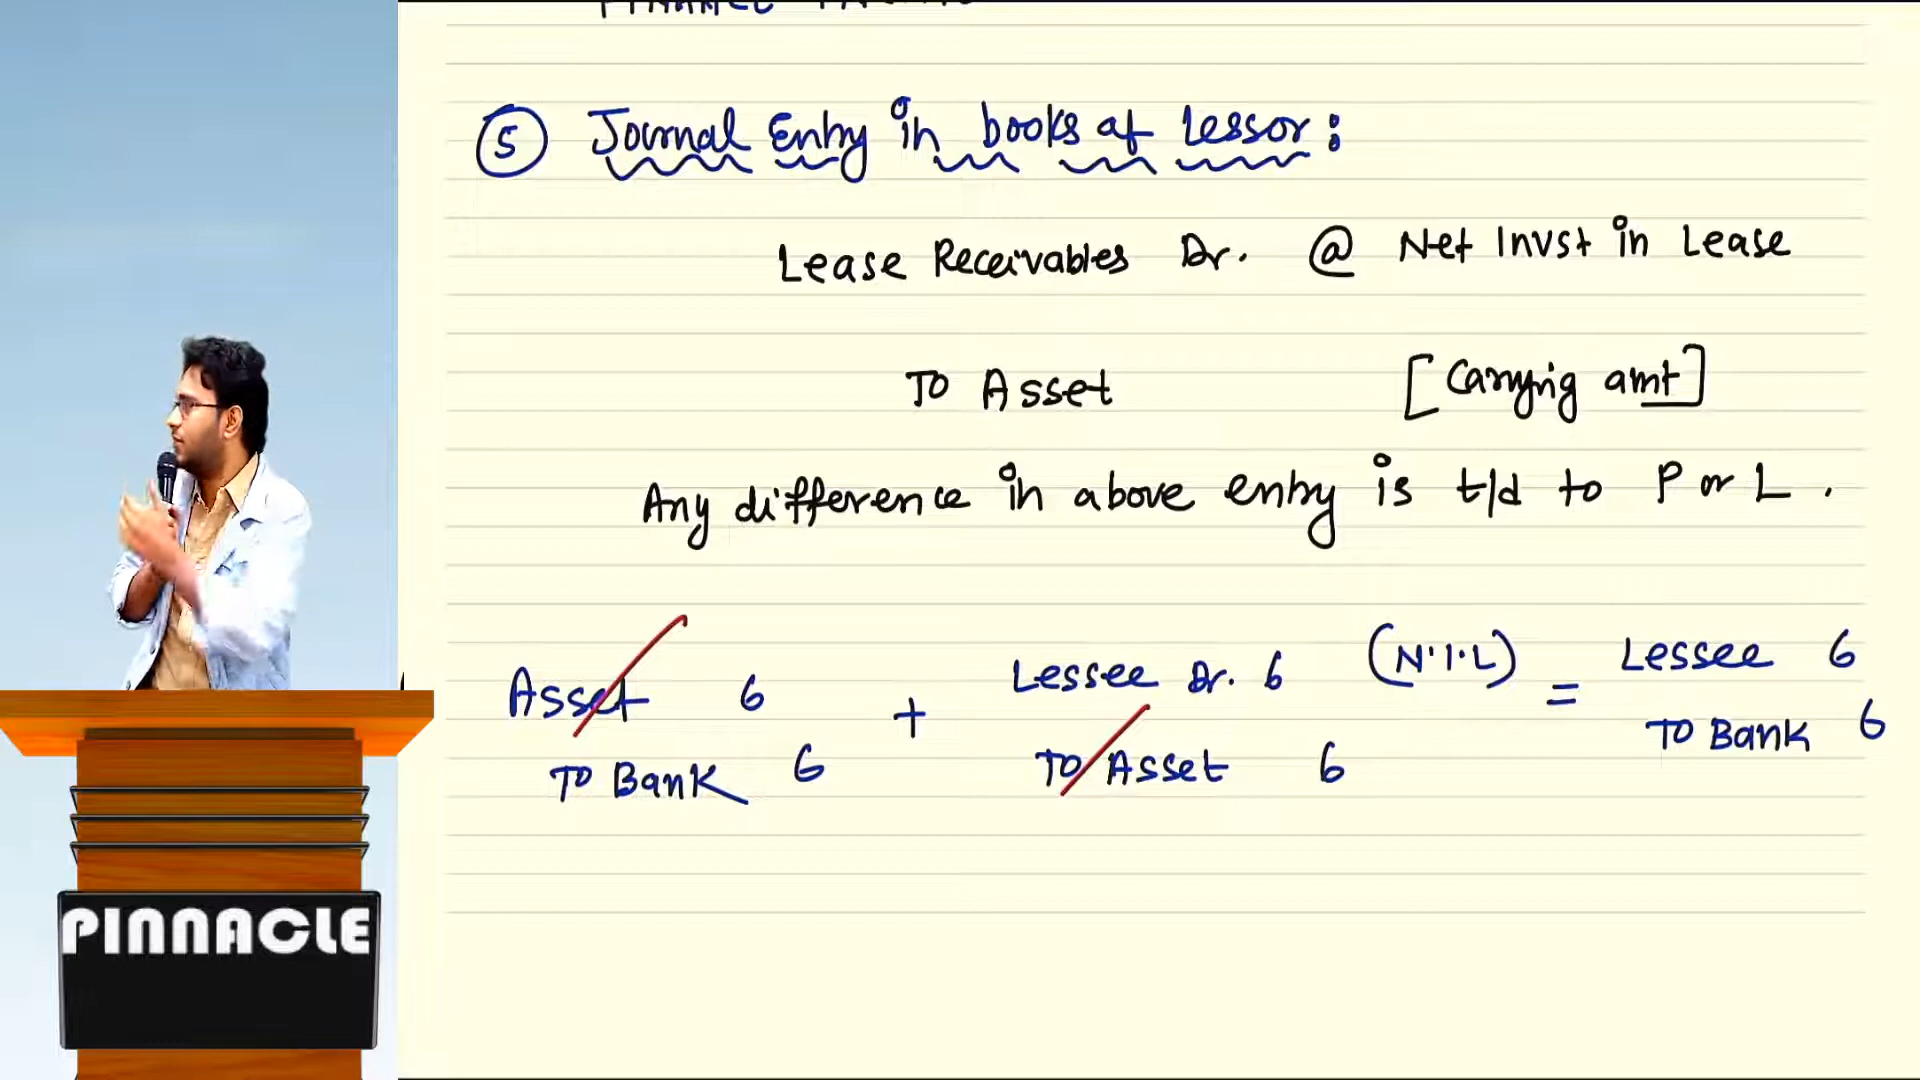 5 Journal Entry in books of Lessor :
Lease Receivables Dr. @ Net Invst in Lease
TO Asset [Carrying amt]
Any difference in above entry is t/d to P or L .
Asset 6 + Lessee Dr. 6 (N.I.L) = Lessee 6
TO Bank 6 TO Asset 6 TO Bank 6
PINNACLE